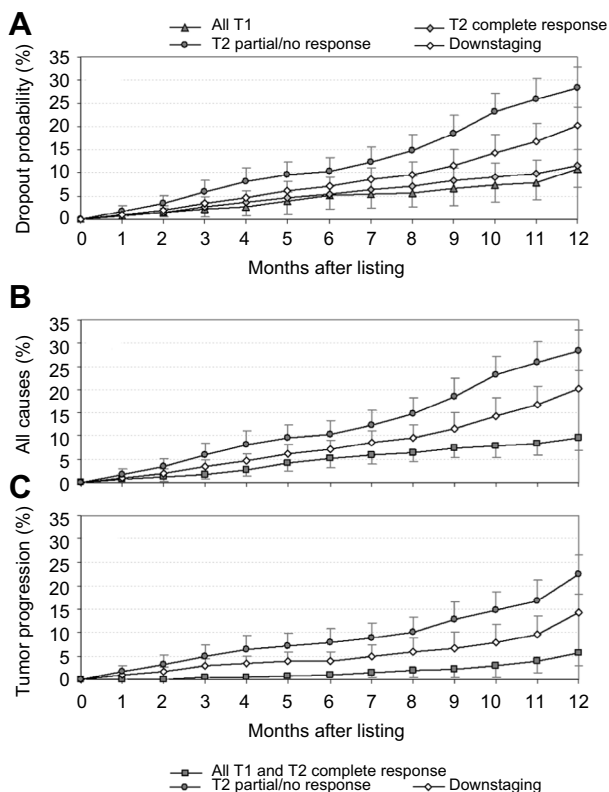 A
All T1
T2 complete response
T2 partial/no response
Downstaging
Dropout probability (%)
35
30
25
20
15
10
5
0
0 1 2 3 4 5 6 7 8 9 10 11 12
Months after listing
B
All causes (%)
35
30
25
20
15
10
5
0
C
Tumor progression (%)
35
30
25
20
15
10
5
0
0 1 2 3 4 5 6 7 8 9 10 11 12
Months after listing
All T1 and T2 complete response
T2 partial/no response
Downstaging